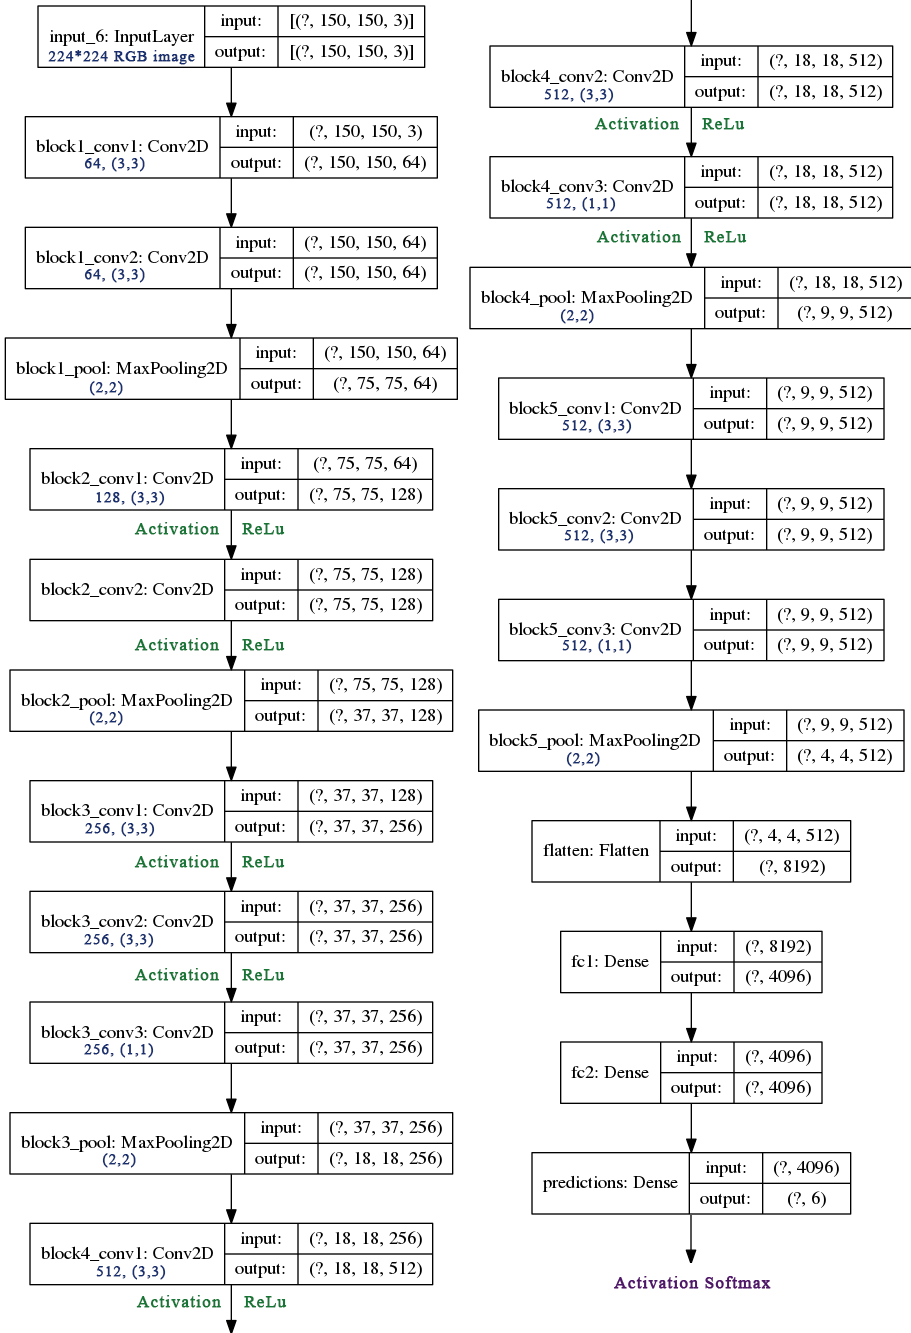 input_6: InputLayer
224*224 RGB image
input: [(?, 150, 150, 3)]
output: [(?, 150, 150, 3)]
block1_conv1: Conv2D
64, (3,3)
input: (?, 150, 150, 3)
output: (?, 150, 150, 64)
block1_conv2: Conv2D
64, (3,3)
input: (?, 150, 150, 64)
output: (?, 150, 150, 64)
block1_pool: MaxPooling2D
(2,2)
input: (?, 150, 150, 64)
output: (?, 75, 75, 64)
block2_conv1: Conv2D
128, (3,3)
input: (?, 75, 75, 64)
output: (?, 75, 75, 128)
Activation ReLu
block2_conv2: Conv2D
input: (?, 75, 75, 128)
output: (?, 75, 75, 128)
Activation ReLu
block2_pool: MaxPooling2D
(2,2)
input: (?, 75, 75, 128)
output: (?, 37, 37, 128)
block3_conv1: Conv2D
256, (3,3)
input: (?, 37, 37, 128)
output: (?, 37, 37, 256)
Activation ReLu
block3_conv2: Conv2D
256, (3,3)
input: (?, 37, 37, 256)
output: (?, 37, 37, 256)
Activation ReLu
block3_conv3: Conv2D
256, (1,1)
input: (?, 37, 37, 256)
output: (?, 37, 37, 256)
block3_pool: MaxPooling2D
(2,2)
input: (?, 37, 37, 256)
output: (?, 18, 18, 256)
block4_conv1: Conv2D
512, (3,3)
input: (?, 18, 18, 256)
output: (?, 18, 18, 512)
Activation ReLu
block4_conv2: Conv2D
512, (3,3)
input: (?, 18, 18, 512)
output: (?, 18, 18, 512)
Activation ReLu
block4_conv3: Conv2D
512, (1,1)
input: (?, 18, 18, 512)
output: (?, 18, 18, 512)
Activation ReLu
block4_pool: MaxPooling2D
(2,2)
input: (?, 18, 18, 512)
output: (?, 9, 9, 512)
block5_conv1: Conv2D
512, (3,3)
input: (?, 9, 9, 512)
output: (?, 9, 9, 512)
block5_conv2: Conv2D
512, (3,3)
input: (?, 9, 9, 512)
output: (?, 9, 9, 512)
block5_conv3: Conv2D
512, (1,1)
input: (?, 9, 9, 512)
output: (?, 9, 9, 512)
block5_pool: MaxPooling2D
(2,2)
input: (?, 9, 9, 512)
output: (?, 4, 4, 512)
flatten: Flatten
input: (?, 4, 4, 512)
output: (?, 8192)
fc1: Dense
input: (?, 8192)
output: (?, 4096)
fc2: Dense
input: (?, 4096)
output: (?, 4096)
predictions: Dense
input: (?, 4096)
output: (?, 6)
Activation Softmax